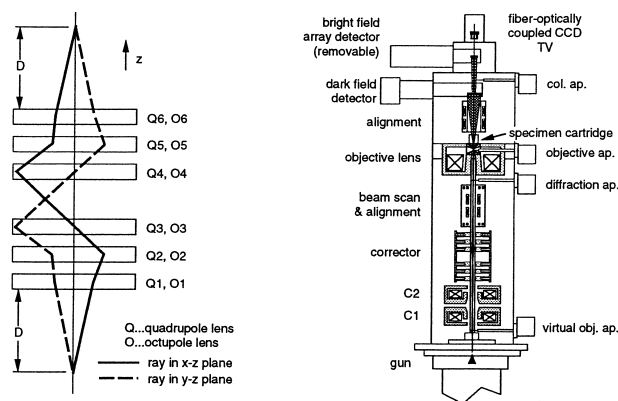 D
z
Q6, O6
Q5, O5
Q4, O4
Q3, O3
Q2, O2
Q1, O1
D
Q...quadrupole lens
O...octupole lens
ray in x-z plane
ray in y-z plane
bright field
array detector
(removable)
fiber-optically
coupled CCD
TV
dark field
detector
col. ap.
alignment
specimen cartridge
objective lens
objective ap.
diffraction ap.
beam scan
& alignment
corrector
C2
C1
virtual obj. ap.
gun